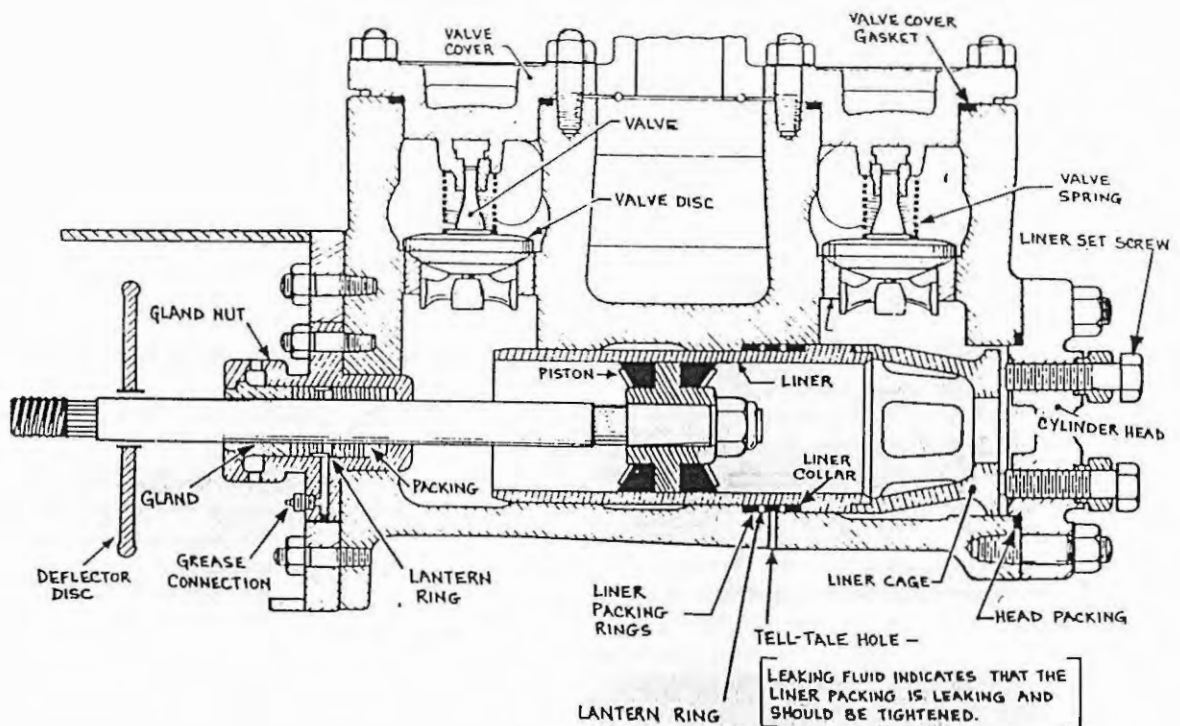 VALVE
COVER
VALVE COVER
GASKET
VALVE
VALVE DISC
VALVE
SPRING
LINER SET SCREW
GLAND NUT
PISTON
LINER
CYLINDER HEAD
LINER
COLLAR
GLAND
PACKING
DEFLECTOR
DISC
GREASE
CONNECTION
LANTERN
RING
LINER
PACKING
RINGS
LINER CAGE
HEAD PACKING
TELL-TALE HOLE —
LEAKING FLUID INDICATES THAT THE
LINER PACKING IS LEAKING AND
SHOULD BE TIGHTENED.
LANTERN RING